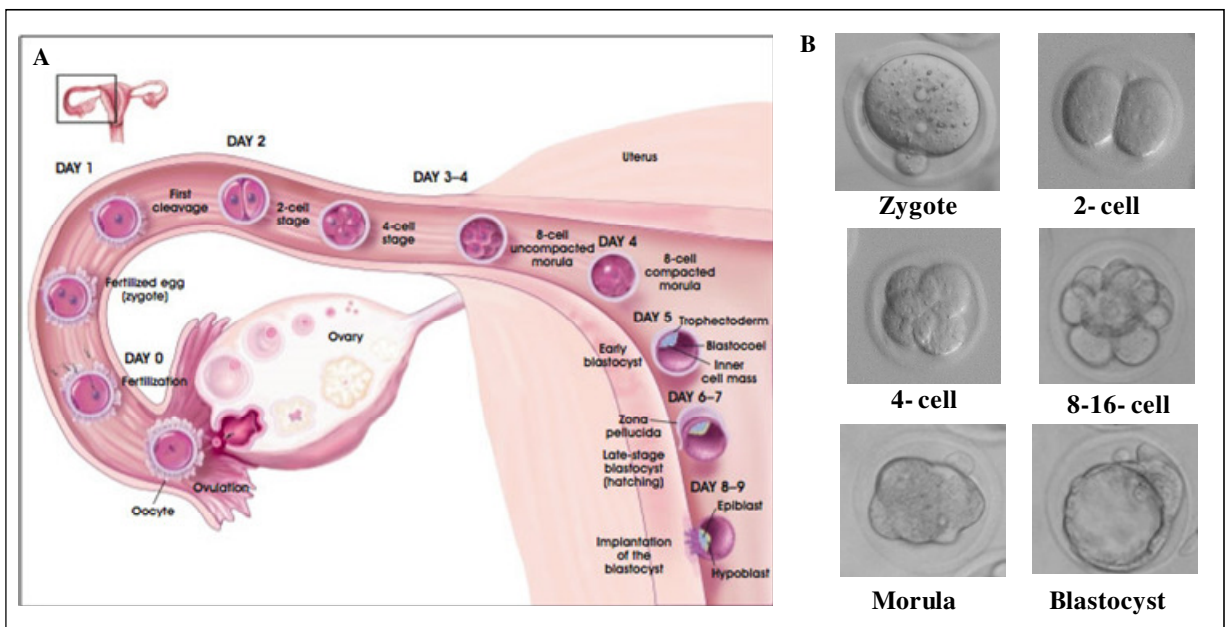 A
DAY 2
DAY 1
DAY 3–4
Uterus
First
cleavage
2-cell
stage
4-cell
stage
8-cell
uncompacted
morula
DAY 4
8-cell
compacted
morula
Fertilized egg
(zygote)
DAY 0
Fertilization
Ovary
DAY 5
Trophectoderm
Early
blastocyst
Blastocoel
Inner
cell mass
DAY 6–7
Zona
pellucida
Late-stage
blastocyst
(hatching)
Ovulation
Oocyte
DAY 8–9
Epiblast
Implantation
of the
blastocyst
Hypoblast
B
Zygote
2- cell
4- cell
8-16- cell
Morula
Blastocyst